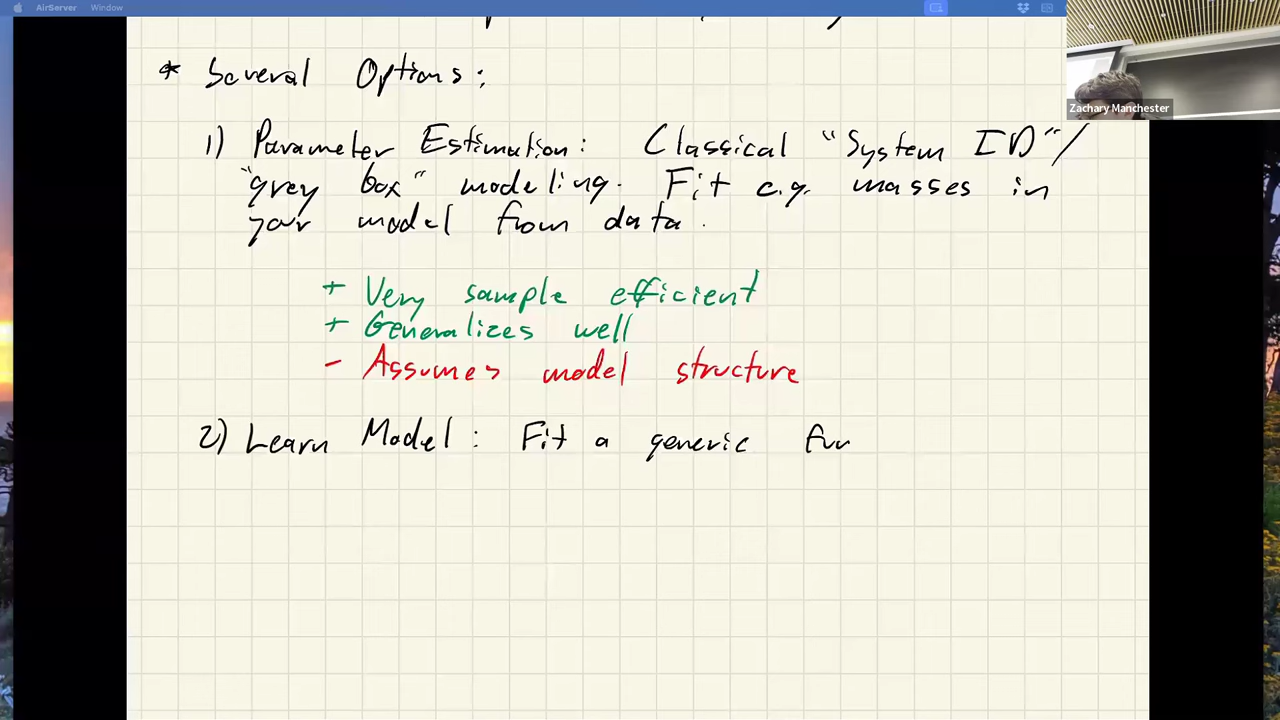 AirServer Window
Zachary Manchester
* Several Options:
1) Parameter Estimation: Classical "System ID"/
"grey box" modeling. Fit e.g. masses in
your model from data.
+ Very sample efficient
+ Generalizes well
- Assumes model structure
2) Learn Model: Fit a generic fun